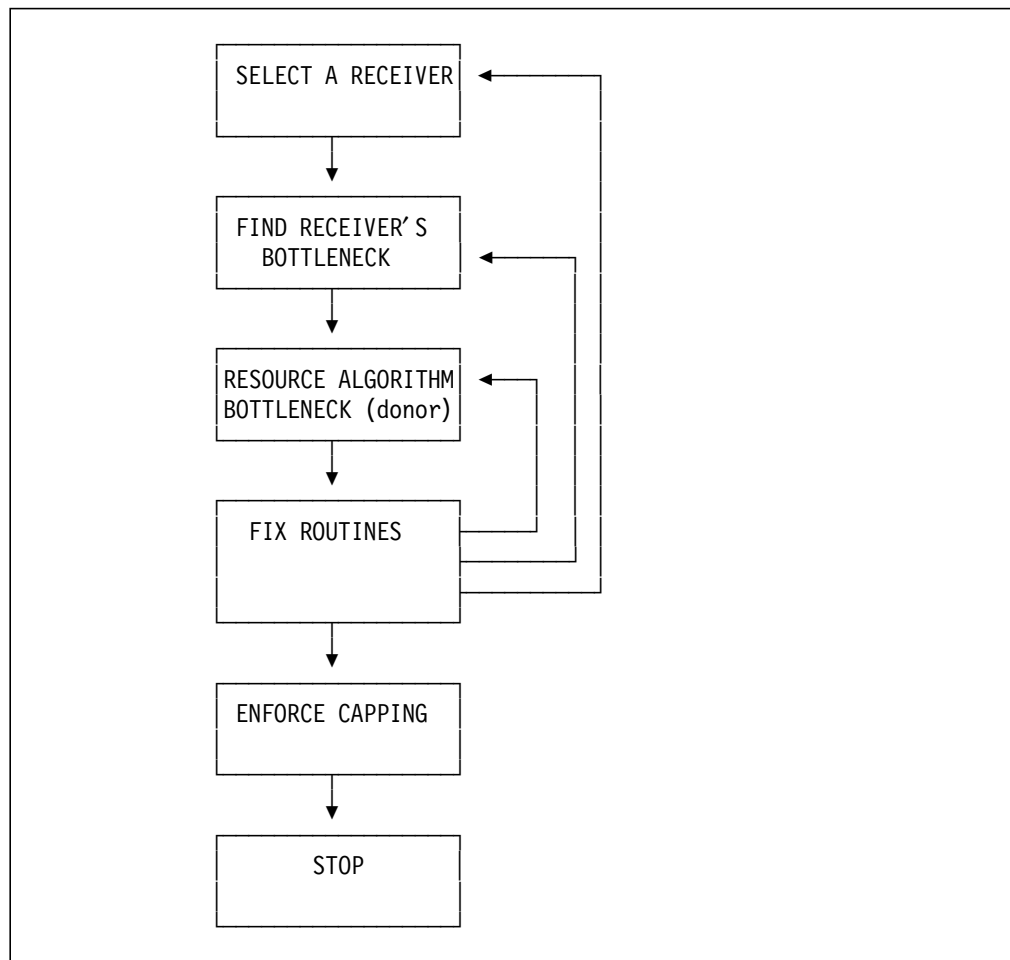 SELECT A RECEIVER
FIND RECEIVER'S
BOTTLENECK
RESOURCE ALGORITHM
BOTTLENECK (donor)
FIX ROUTINES
ENFORCE CAPPING
STOP